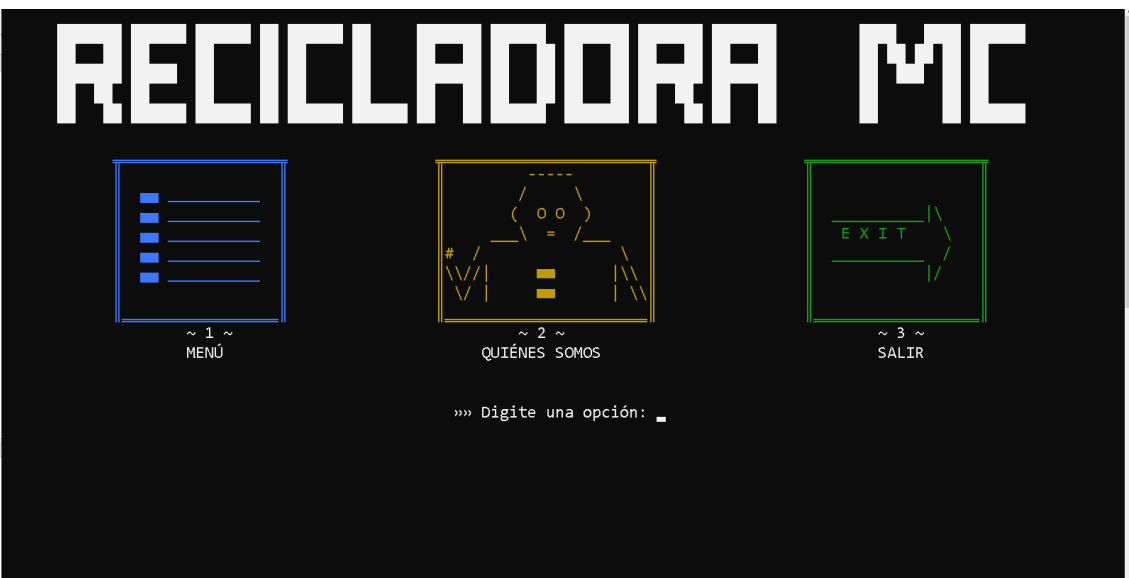 RECICLADORA MC
E X I T
~ 1 ~
MENÚ
~ 2 ~
QUIÉNES SOMOS
~ 3 ~
SALIR
»» Digite una opción: _